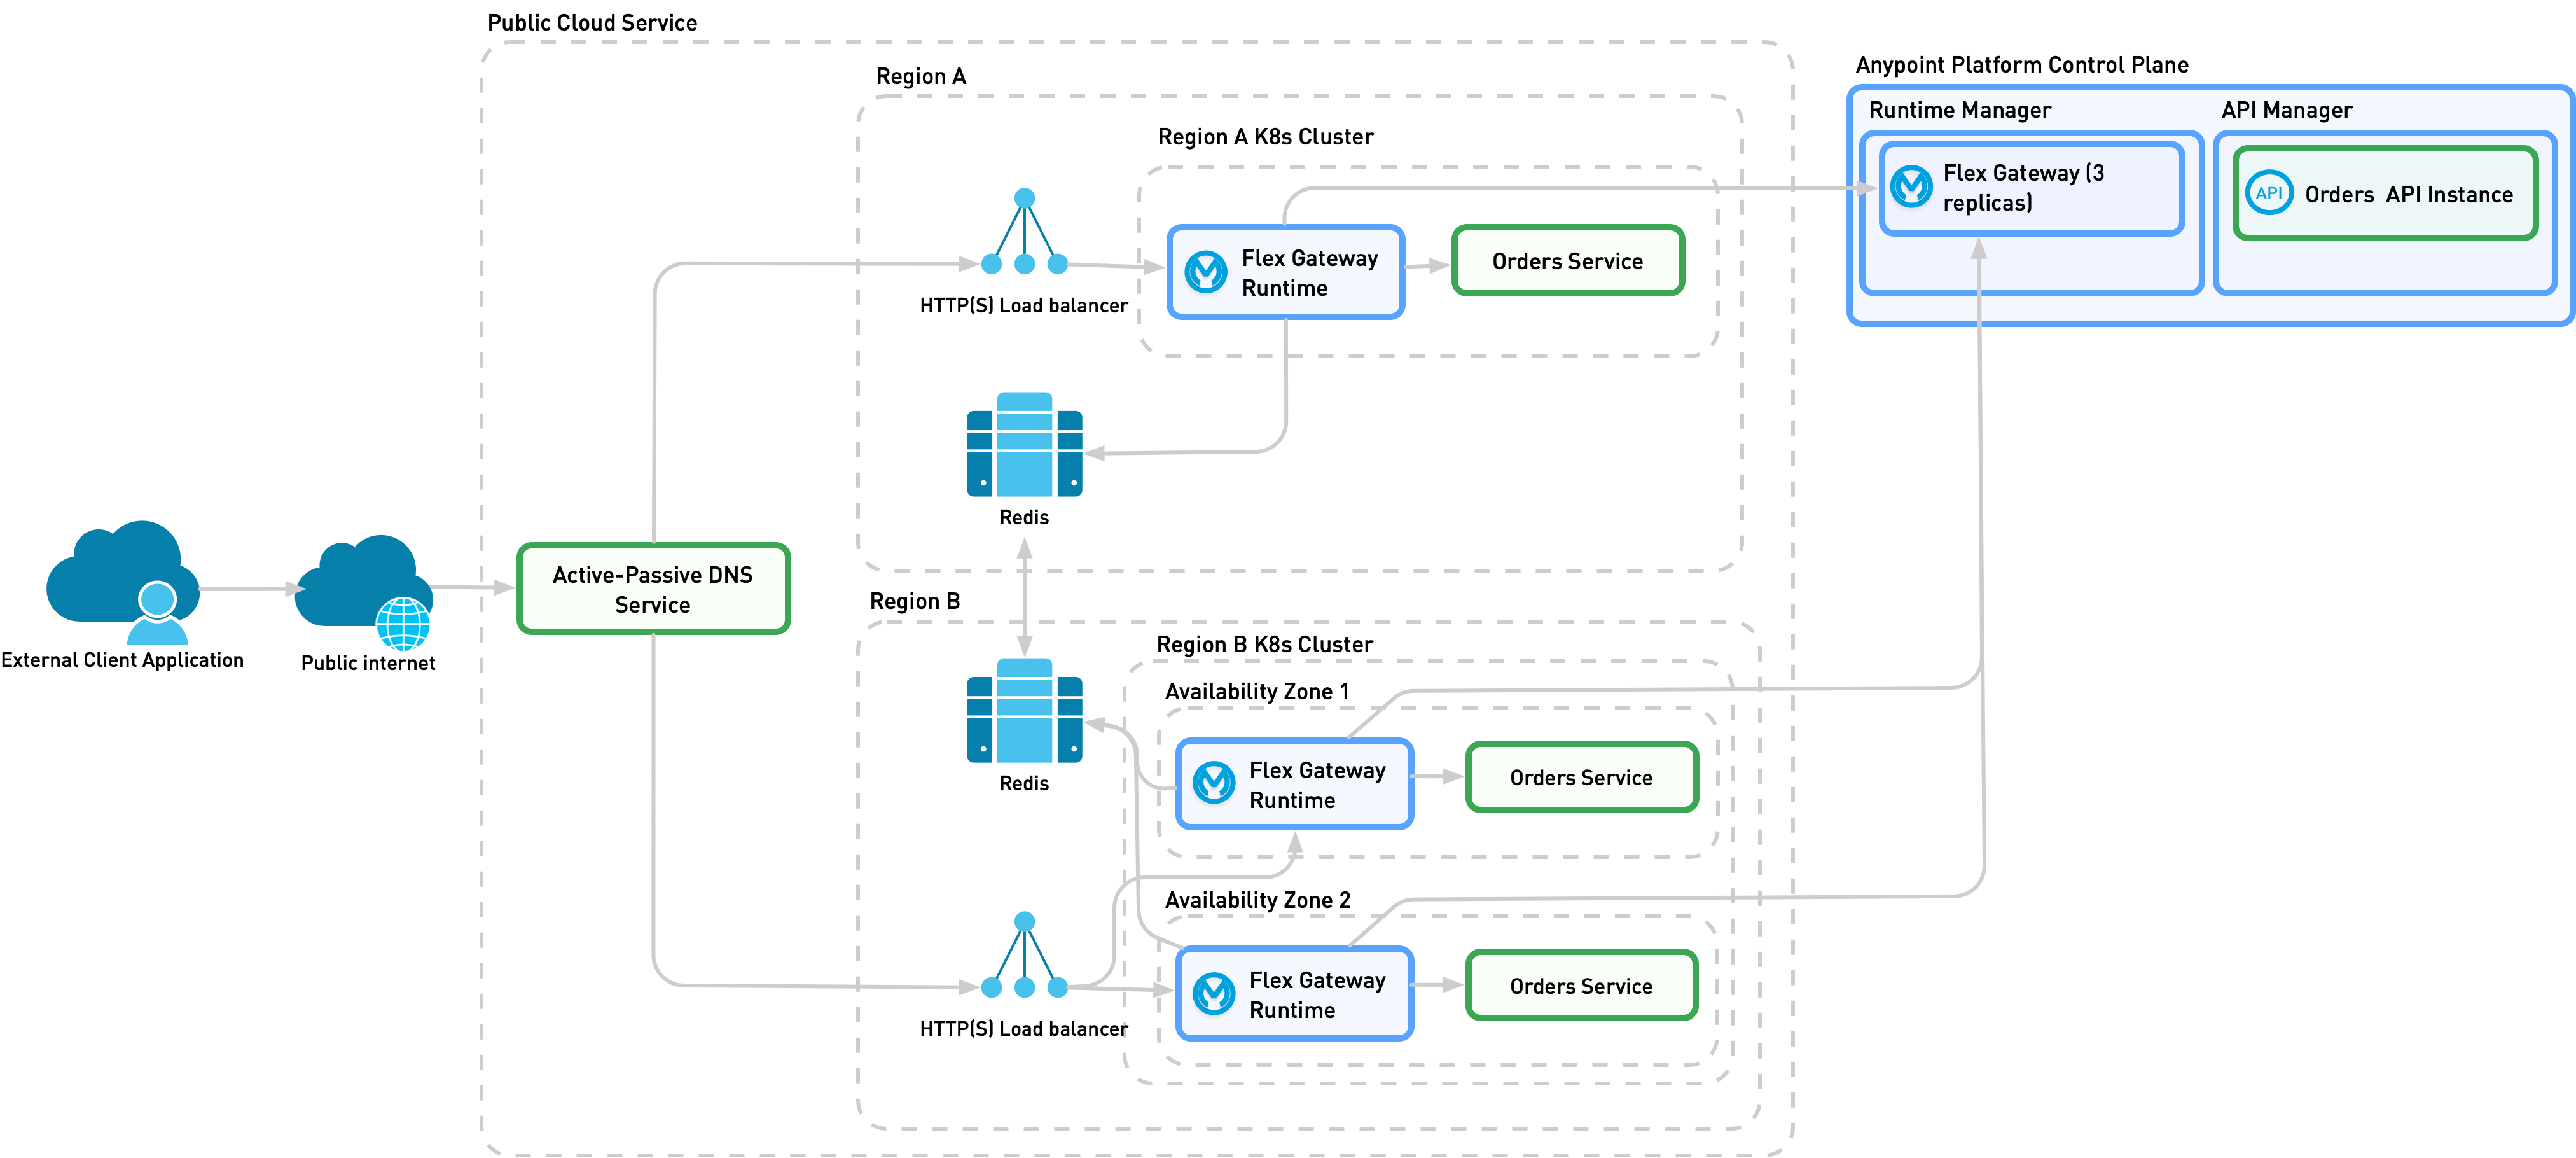 Public Cloud Service
Region A
Anypoint Platform Control Plane
Runtime Manager
API Manager
Region A K8s Cluster
Flex Gateway (3
replicas)
API
Orders  API Instance
Flex Gateway
Runtime
Orders Service
HTTP(S) Load balancer
Redis
Active-Passive DNS
Service
External Client Application
Public internet
Region B
Region B K8s Cluster
Availability Zone 1
Flex Gateway
Runtime
Orders Service
Redis
Availability Zone 2
Flex Gateway
Runtime
Orders Service
HTTP(S) Load balancer